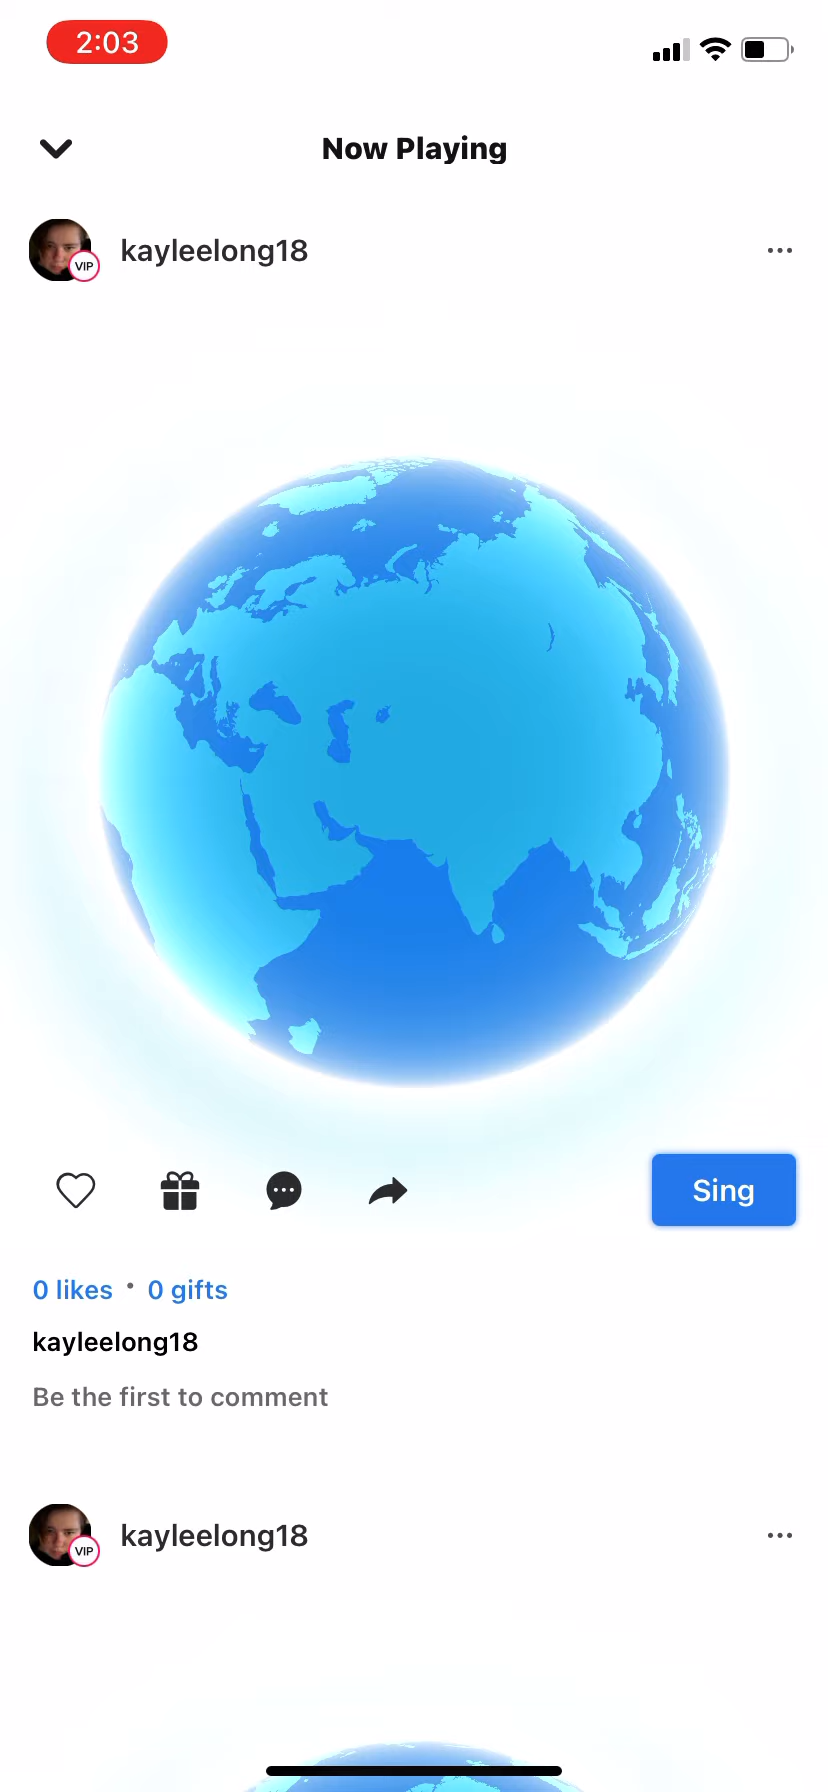 2:03
Now Playing
VIP
kayleelong18
Sing
0 likes • 0 gifts
kayleelong18
Be the first to comment
VIP
kayleelong18